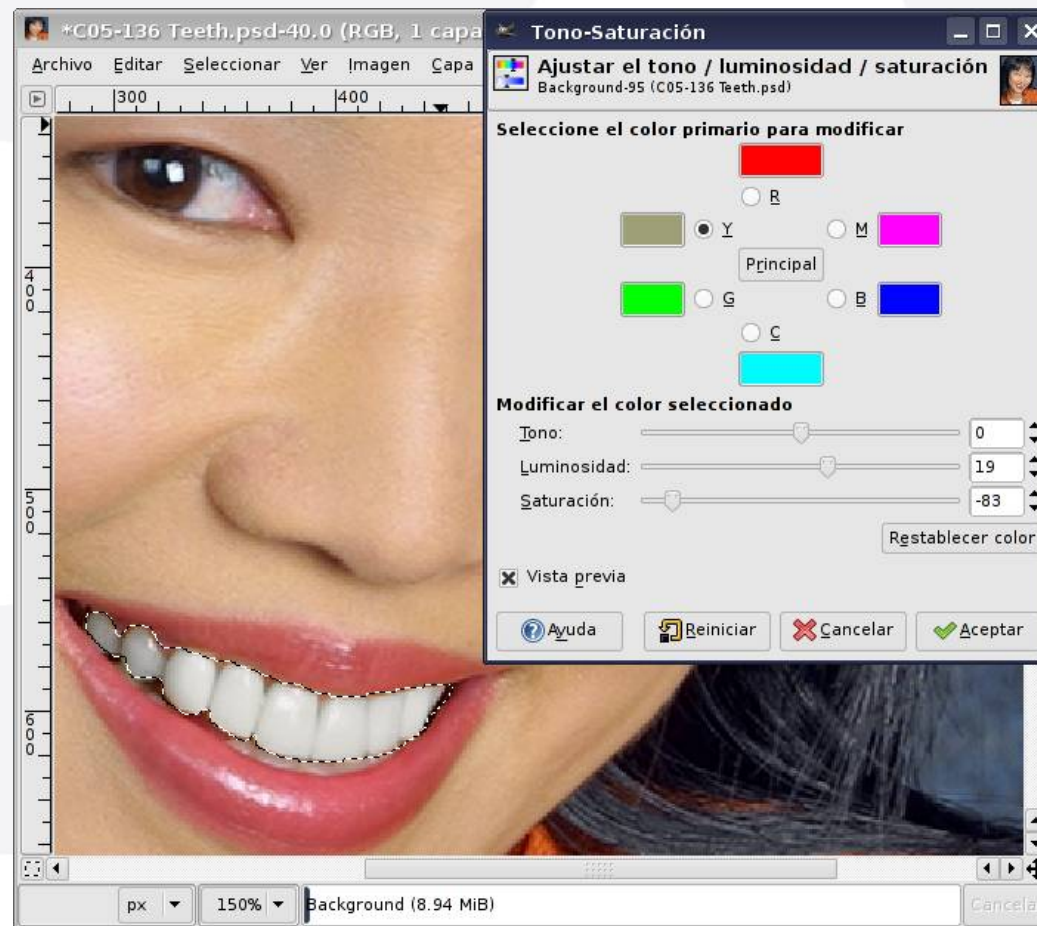 *C05-136 Teeth.psd-40.0 (RGB, 1 capa
Archivo Editar Seleccionar Ver Imagen Capa
300 400
400
500
600
px 150% Background (8.94 MiB) Cancela
Tono-Saturación
Ajustar el tono / luminosidad / saturación
Background-95 (C05-136 Teeth.psd)
Seleccione el color primario para modificar
R
Y M
Principal
G B
C
Modificar el color seleccionado
Tono: 0
Luminosidad: 19
Saturación: -83
Restablecer color
Vista previa
Ayuda Reiniciar Cancelar Aceptar